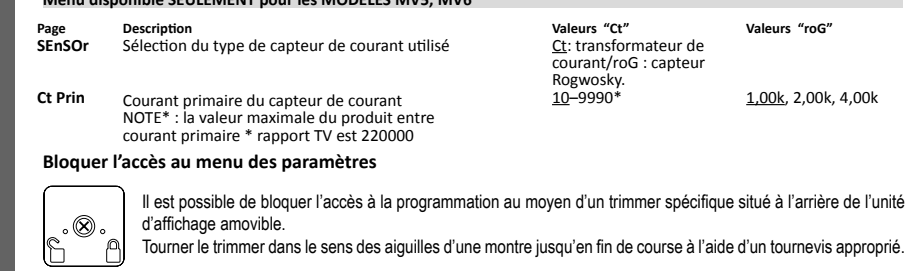 Menu disponible SEULEMENT pour les MODÈLES MV5, MV6
Page Description Valeurs “Ct” Valeurs “roG”
SEnSOr Sélection du type de capteur de courant utilisé Ct: transformateur de
courant/roG : capteur
Rogwosky.
Ct Prin Courant primaire du capteur de courant 10–9990* 1,00k, 2,00k, 4,00k
NOTE* : la valeur maximale du produit entre
courant primaire * rapport TV est 220000
Bloquer l’accès au menu des paramètres
Il est possible de bloquer l’accès à la programmation au moyen d’un trimmer spécifique situé à l’arrière de l’unité
d’affichage amovible.
Tourner le trimmer dans le sens des aiguilles d’une montre jusqu’en fin de course à l’aide d’un tournevis approprié.